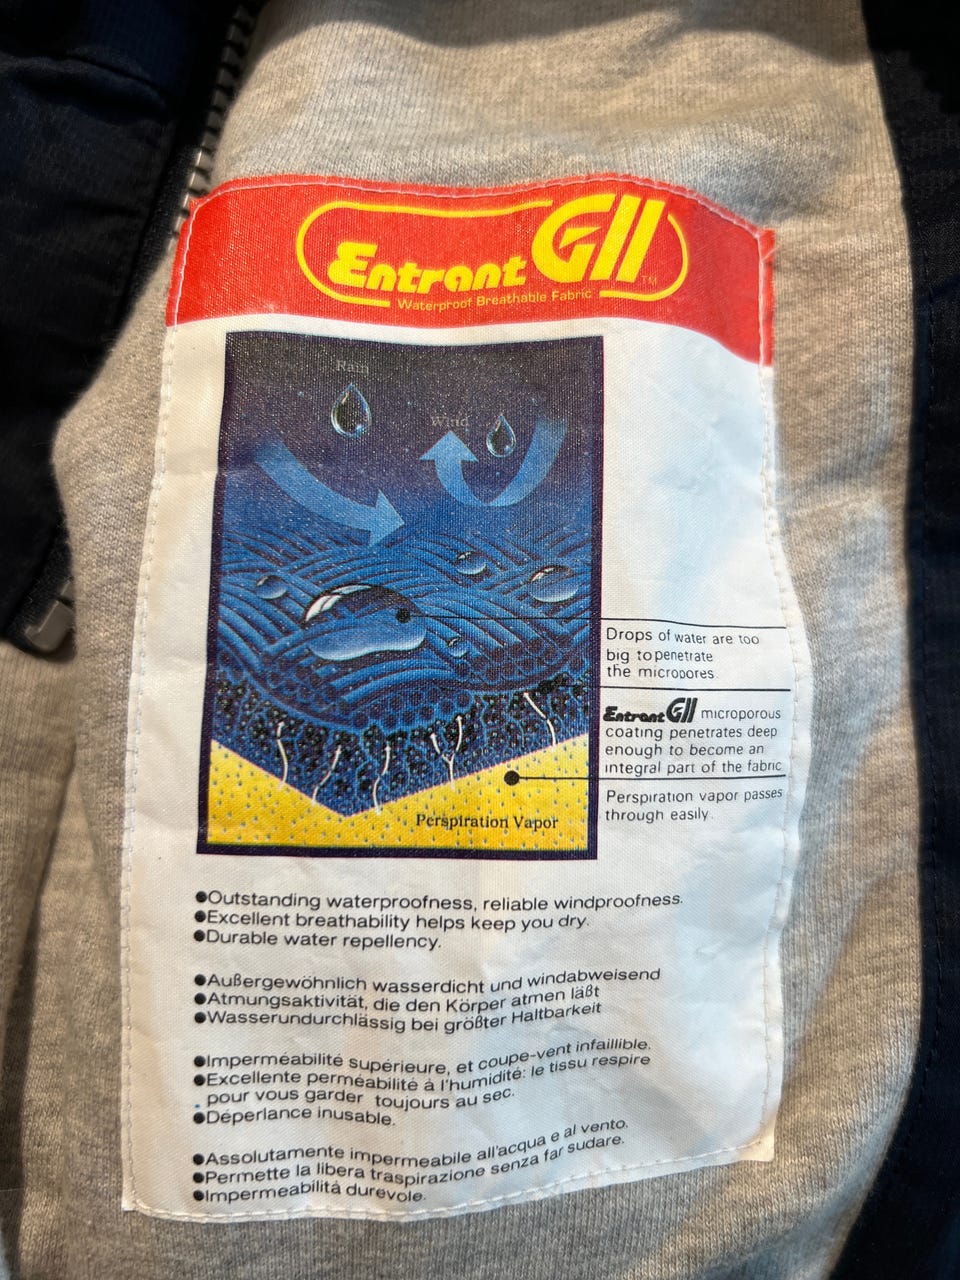 Entrant GII TM
Waterproof Breathable Fabric
Rain
Wind
Drops of water are too
big to penetrate
the micropores.
Entrant GII microporous
coating penetrates deep
enough to become an
integral part of the fabric
Perspiration vapor passes
through easily.
Perspiration Vapor
●Outstanding waterproofness, reliable windproofness.
●Excellent breathability helps keep you dry.
●Durable water repellency.
●Außergewöhnlich wasserdicht und windabweisend
●Atmungsaktivität, die den Körper atmen läßt
●Wasserundurchlässig bei größter Haltbarkeit
●Imperméabilité supérieure, et coupe-vent infaillible.
●Excellente perméabilité à l'humidité: le tissu respire
pour vous garder toujours au sec.
●Déperlance inusable.
●Assolutamente impermeabile all'acqua e al vento.
●Permette la libera traspirazione senza far sudare.
●Impermeabilità durevole.